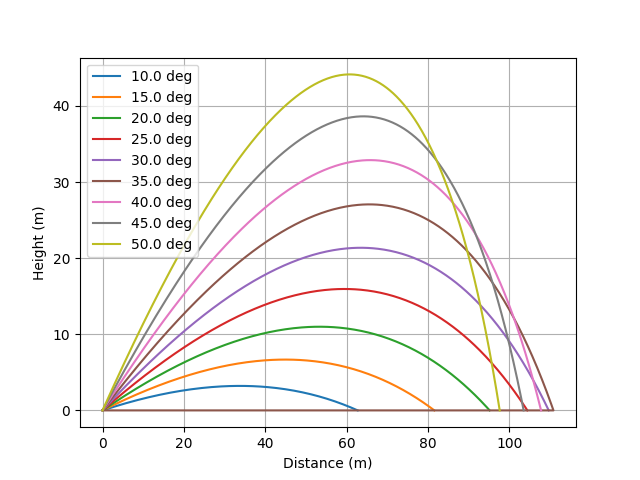 10.0 deg
15.0 deg
20.0 deg
25.0 deg
30.0 deg
35.0 deg
40.0 deg
45.0 deg
50.0 deg
40
30
20
10
0
Height (m)
0 20 40 60 80 100
Distance (m)